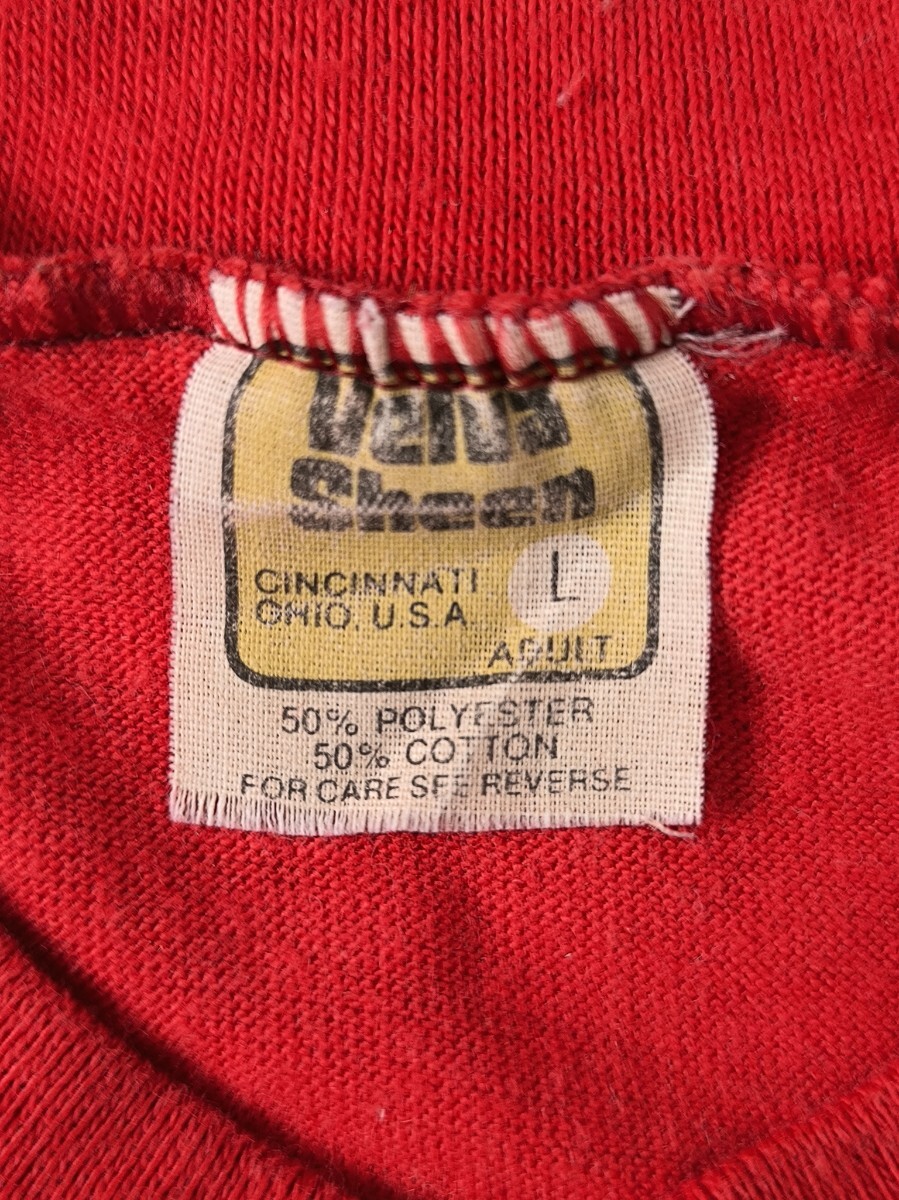 Velva
Sheen
CINCINNATI
OHIO, U.S.A
L
ADULT
50% POLYESTER
50% COTTON
FOR CARE SEE REVERSE